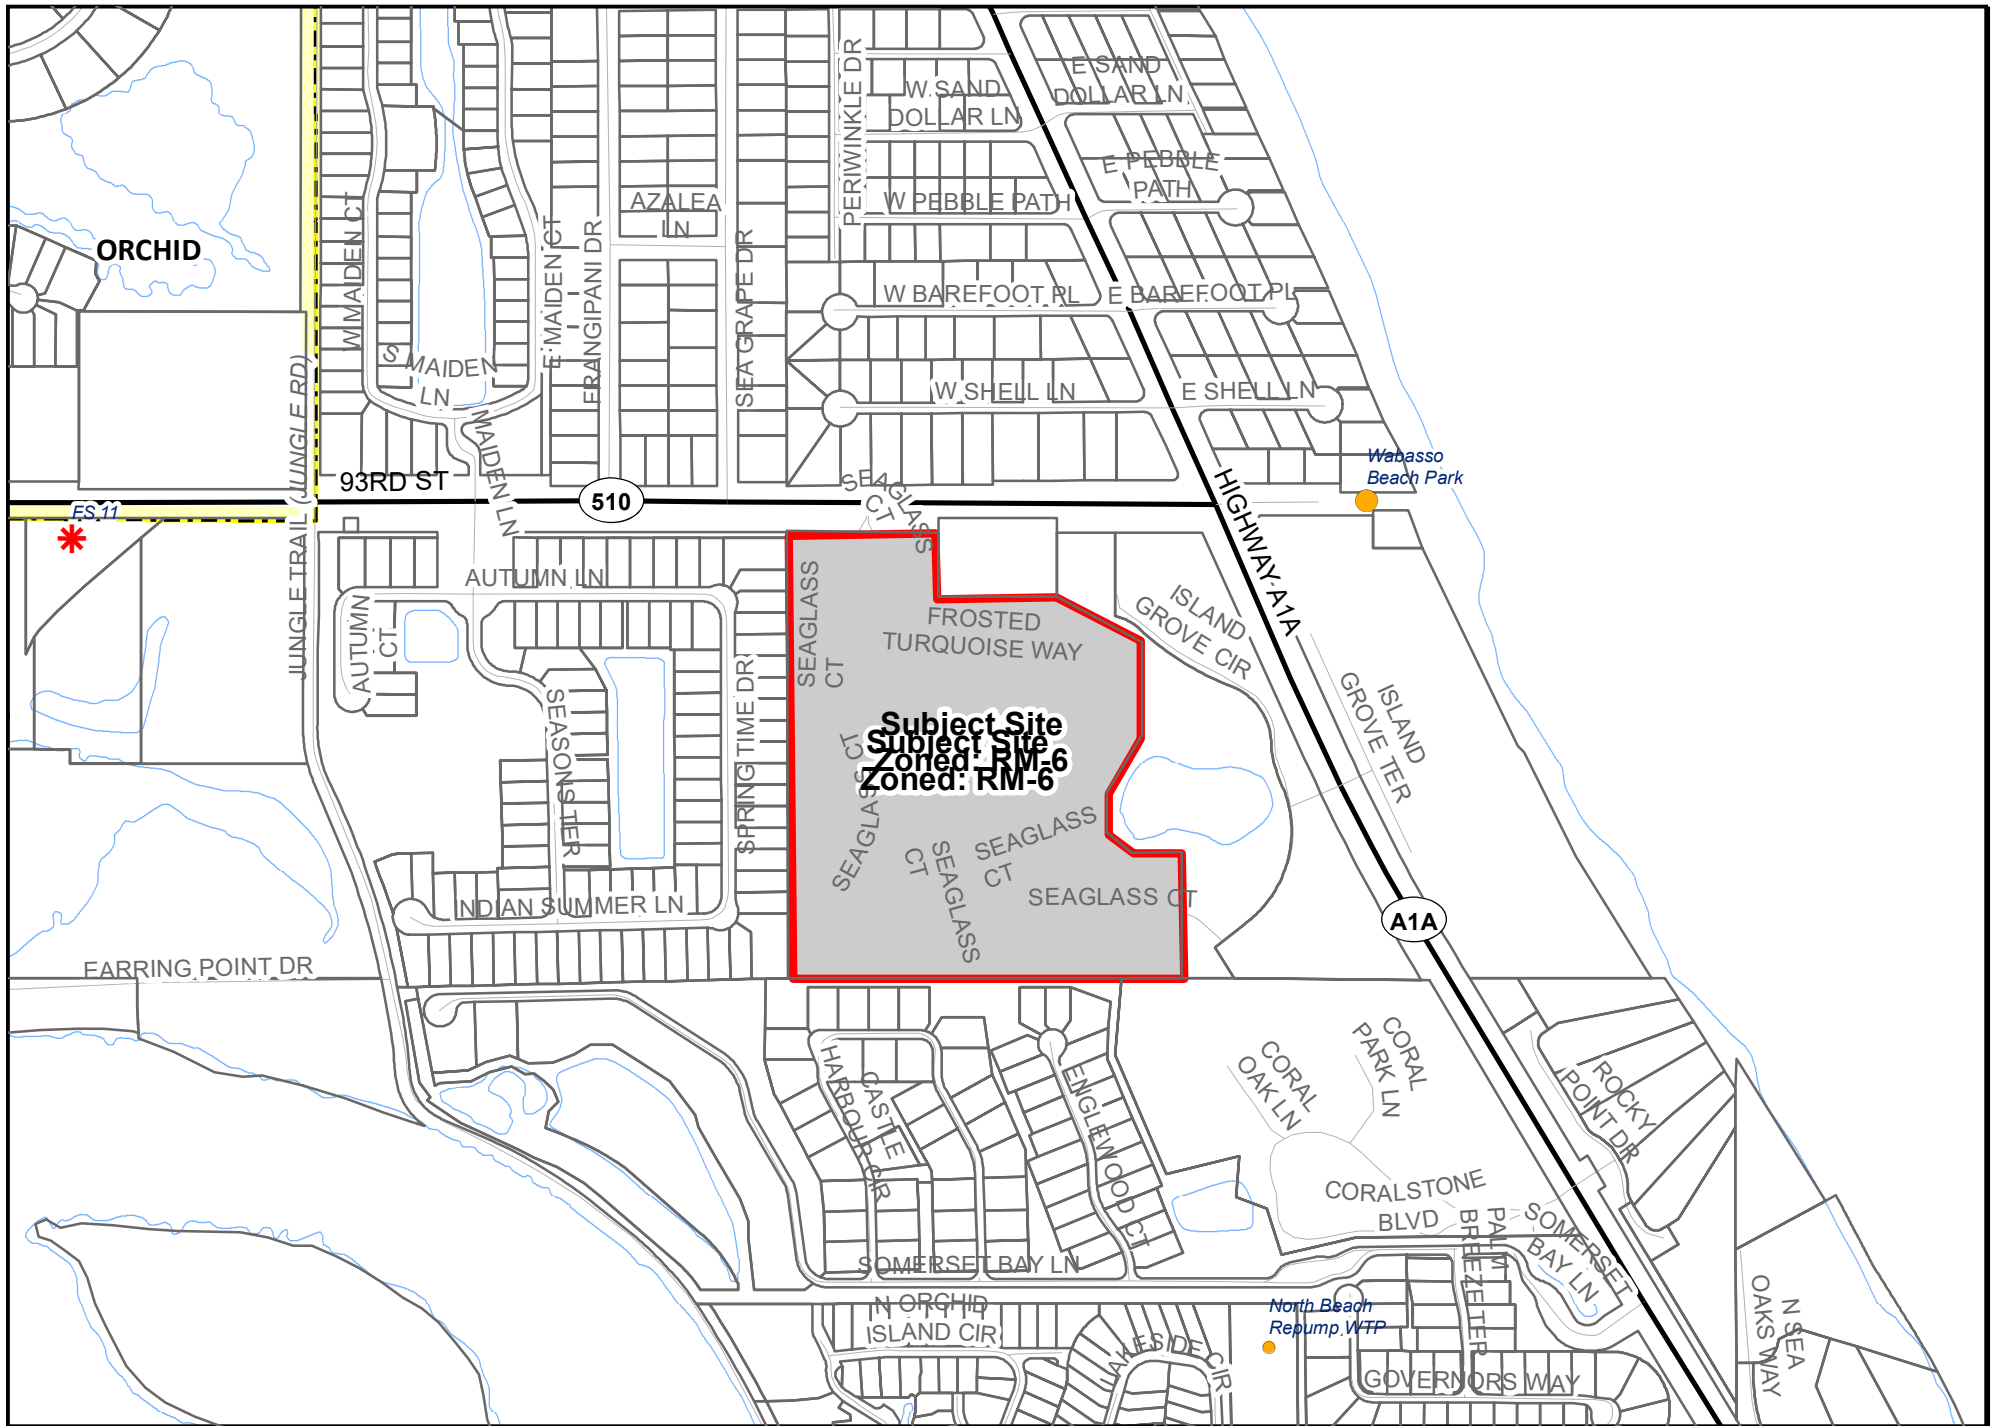 E SAND
DOLLAR LN
W SAND
DOLLAR LN
PERIWINKLE DR
E PEBBLE
PATH
W PEBBLE PATH
AZALEA
LN
ORCHID
W MAIDEN CT
E MAIDEN CT
FRANGIPANI DR
SEA GRAPE DR
W BAREFOOT PL
E BAREFOOT PL
S MAIDEN
LN
W SHELL LN
E SHELL LN
MAIDEN LN
JUNGLE TRAIL (JUNGLE RD)
93RD ST
510
SEAGLASS
CT
HIGHWAY A1A
Wabasso
Beach Park
FS 11
AUTUMN LN
AUTUMN
CT
SEAGLASS
CT
FROSTED
TURQUOISE WAY
ISLAND
GROVE CIR
ISLAND
GROVE TER
SEASONS TER
SPRING TIME DR
Subject Site
Subject Site
Zoned: RM-6
Zoned: RM-6
SEAGLASS CT
SEAGLASS
CT
SEAGLASS
CT
SEAGLASS CT
A1A
INDIAN SUMMER LN
EARRING POINT DR
HARBOUR CIR
CASTLE
ENGLEWOOD CT
CORAL
OAK LN
CORAL
PARK LN
ROCKY
POINT DR
CORALSTONE
BLVD
PALM
BREEZE TER
SOMERSET
BAY LN
SOMERSET BAY LN
N ORCHID
ISLAND CIR
LAKESIDE CIR
North Beach
Repump WTP
GOVERNORS WAY
N SEA
OAKS WAY